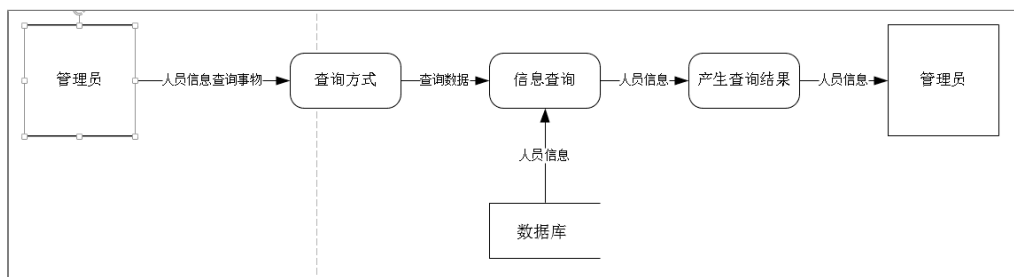 管理员
人员信息查询事物
查询方式
查询数据
信息查询
人员信息
产生查询结果
人员信息
管理员
人员信息
数据库